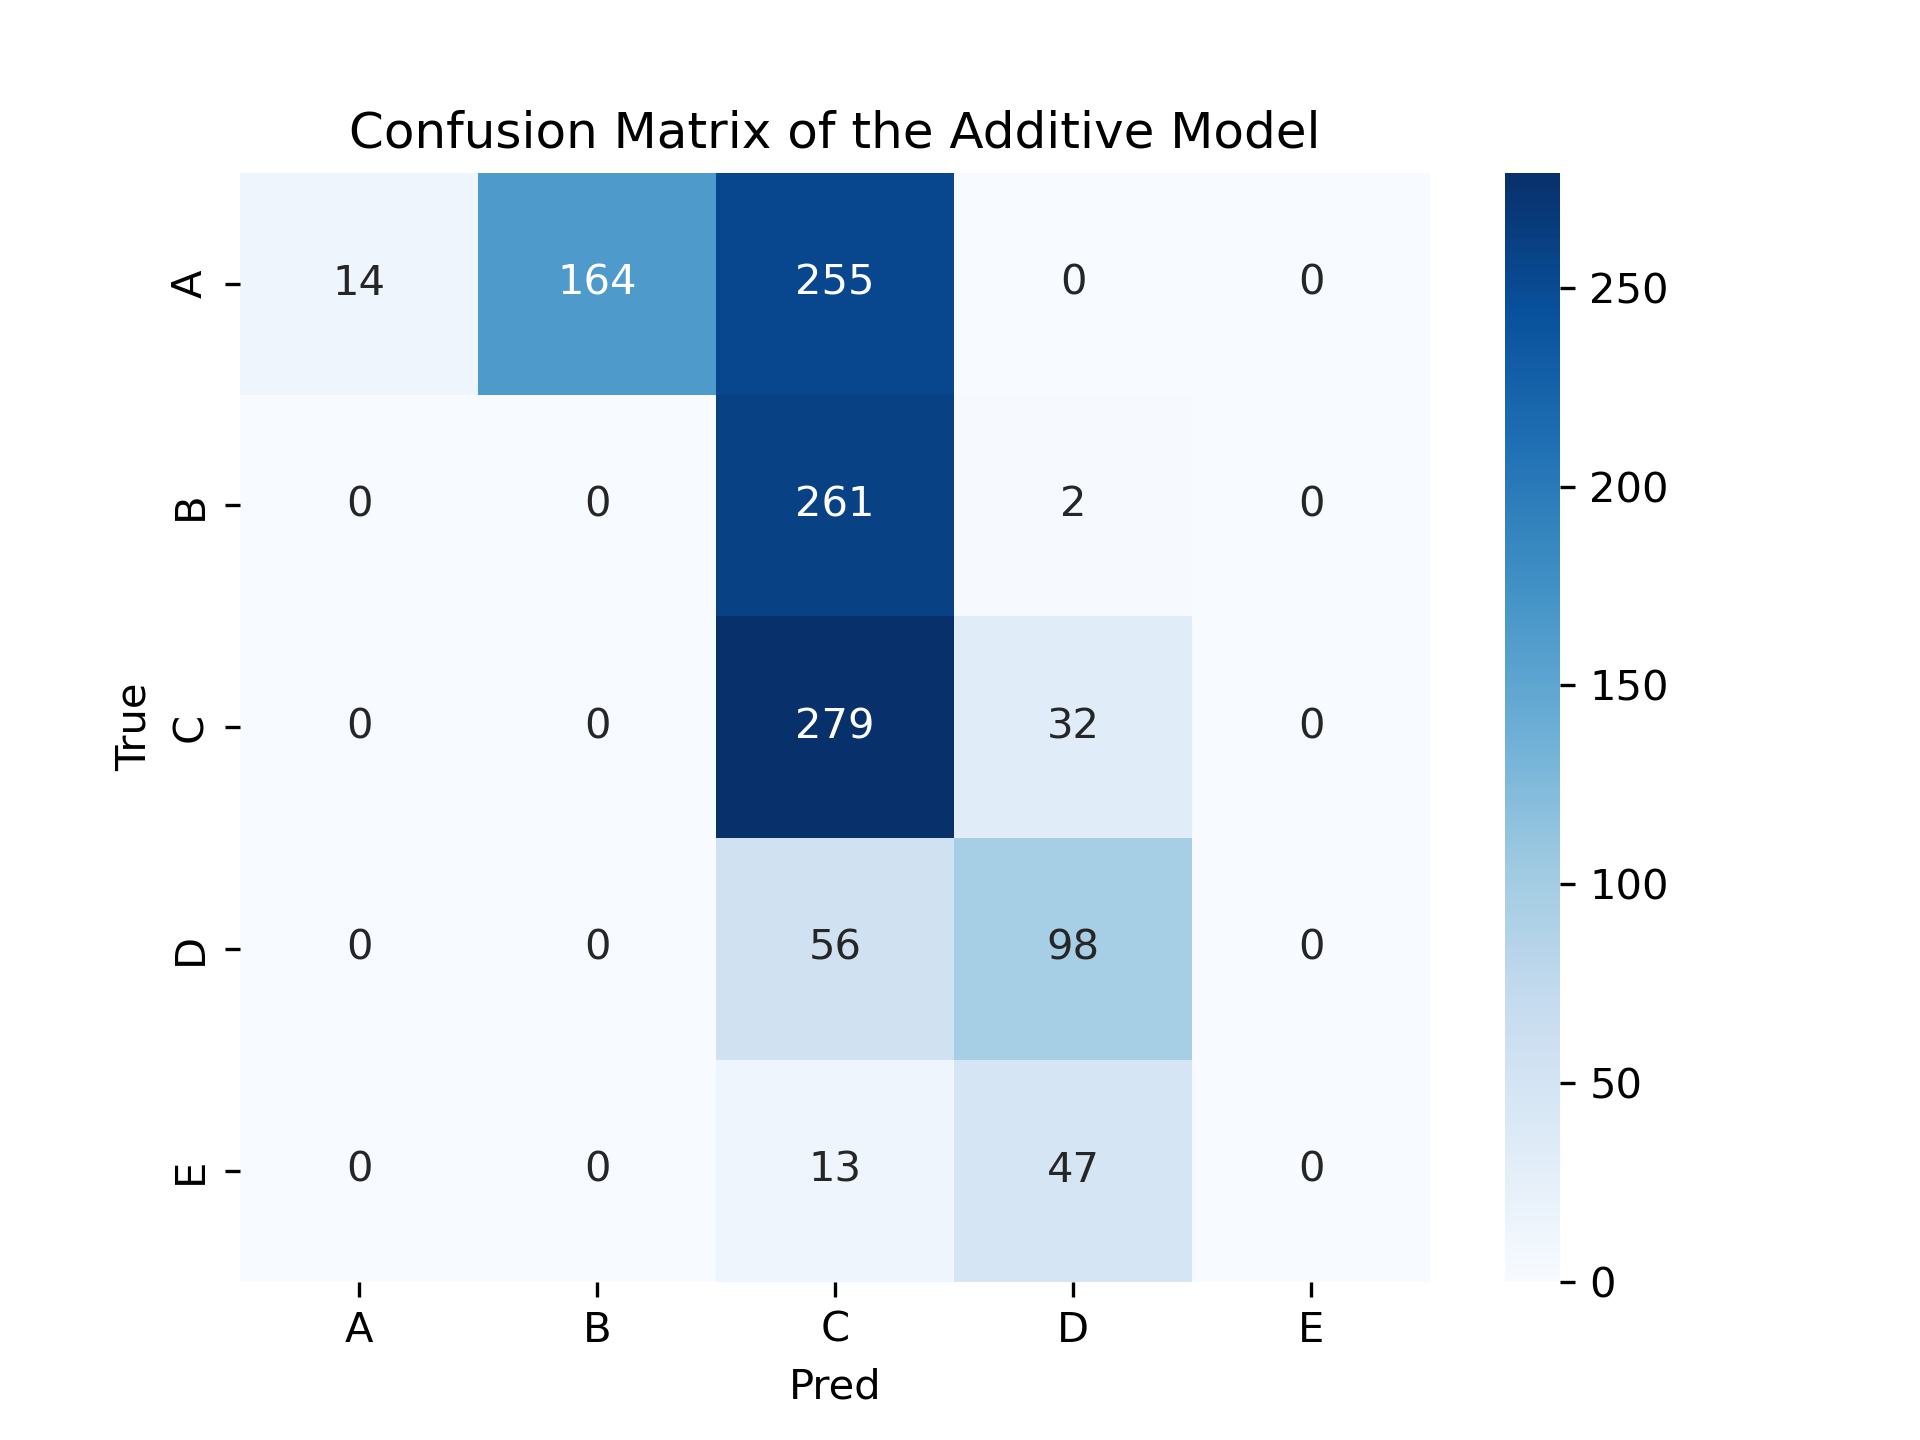 Confusion Matrix of the Additive Model
A 14 164 255 0 0
B 0 0 261 2 0
C 0 0 279 32 0
D 0 0 56 98 0
E 0 0 13 47 0
A B C D E
Pred
True
250
200
150
100
50
0